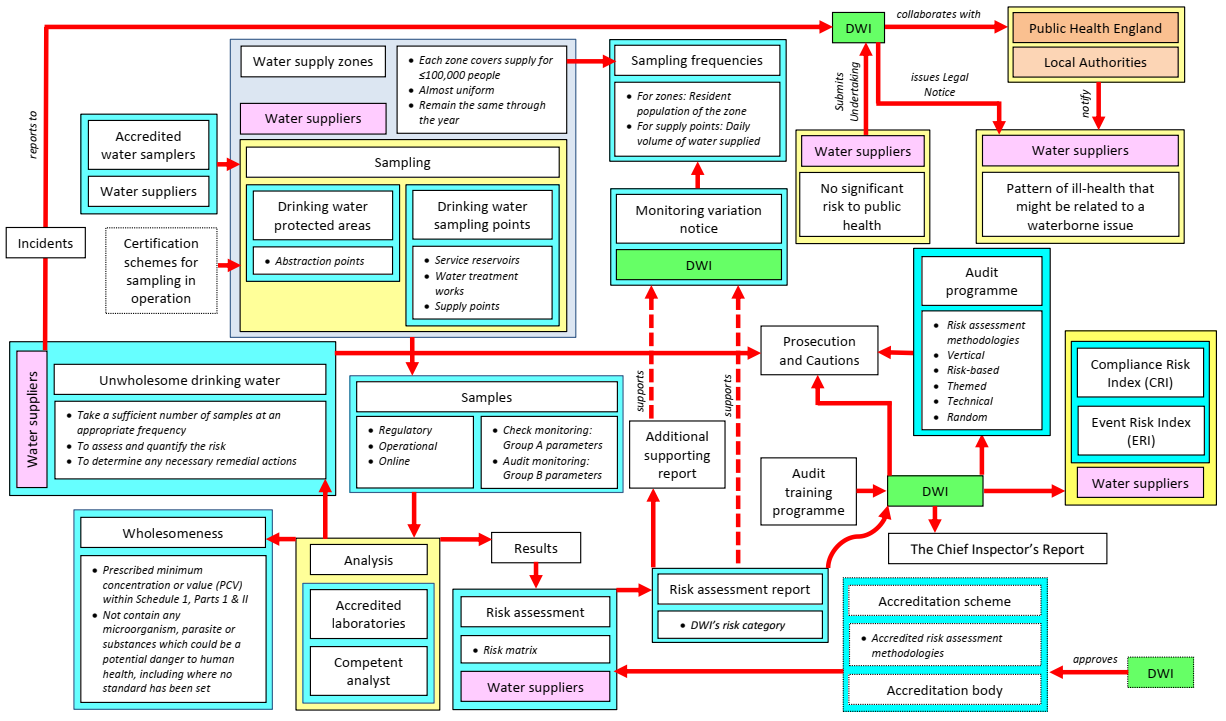 DWI
collaborates with
Public Health England
Local Authorities
reports to
Submits
Undertaking
issues Legal
Notice
notify
Water supply zones
Water suppliers
• Each zone covers supply for
≤100,000 people
• Almost uniform
• Remain the same through
the year
Sampling frequencies
• For zones: Resident
population of the zone
• For supply points: Daily
volume of water supplied
Accredited
water samplers
Water suppliers
Certification
schemes for
sampling in
operation
Sampling
Drinking water
protected areas
• Abstraction points
Drinking water
sampling points
• Service reservoirs
• Water treatment
works
• Supply points
Monitoring variation
notice
DWI
Water suppliers
No significant
risk to public
health
Water suppliers
Pattern of ill-health that
might be related to a
waterborne issue
Incidents
Water suppliers
Unwholesome drinking water
• Take a sufficient number of samples at an
appropriate frequency
• To assess and quantify the risk
• To determine any necessary remedial actions
Samples
• Regulatory
• Operational
• Online
• Check monitoring:
Group A parameters
• Audit monitoring:
Group B parameters
supports
supports
Additional
supporting
report
Prosecution
and Cautions
Audit
programme
• Risk assessment
methodologies
• Vertical
• Risk-based
• Themed
• Technical
• Random
Compliance Risk
Index (CRI)
Event Risk Index
(ERI)
Water suppliers
Audit
training
programme
DWI
The Chief Inspector's Report
Wholesomeness
• Prescribed minimum
concentration or value (PCV)
within Schedule 1, Parts 1 & II
• Not contain any
microorganism, parasite or
substances which could be a
potential danger to human
health, including where no
standard has been set
Analysis
Accredited
laboratories
Competent
analyst
Results
Risk assessment
• Risk matrix
Water suppliers
Risk assessment report
• DWI's risk category
Accreditation scheme
• Accredited risk assessment
methodologies
Accreditation body
approves
DWI